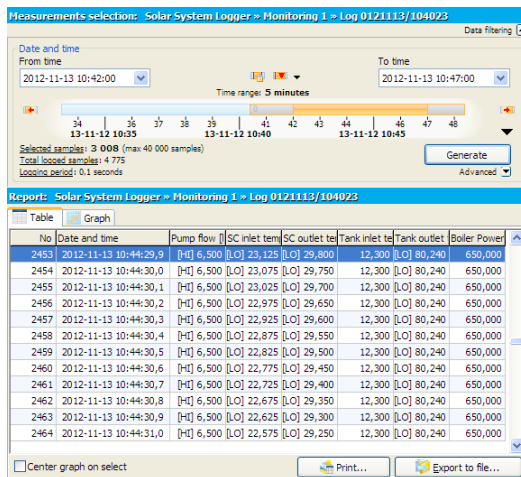 Measurements selection: Solar System Logger » Monitoring 1 » Log 0121113/104023
Data filtering
Date and time
From time
To time
2012-11-13 10:42:00
2012-11-13 10:47:00
Time range: 5 minutes
34 36 37 38 39 41 42 43 44 46 47 48
13-11-12 10:35 13-11-12 10:40 13-11-12 10:45
Selected samples: 3 008 (max 40 000 samples)
Total logged samples: 4 775
Logging period: 0,1 seconds
Generate
Advanced
Report: Solar System Logger » Monitoring 1 » Log 0121113/104023
Table Graph
No Date and time Pump flow [ SC inlet tem SC outlet te Tank inlet te Tank outlet Boiler Power
2453 2012-11-13 10:44:29,9 [HI] 6,500 [LO] 23,125 [LO] 29,800 12,300 [LO] 80,240 650,000
2454 2012-11-13 10:44:30,0 [HI] 6,500 [LO] 23,075 [LO] 29,750 12,300 [LO] 80,240 650,000
2455 2012-11-13 10:44:30,1 [HI] 6,500 [LO] 23,025 [LO] 29,700 12,300 [LO] 80,240 650,000
2456 2012-11-13 10:44:30,2 [HI] 6,500 [LO] 22,975 [LO] 29,650 12,300 [LO] 80,240 650,000
2457 2012-11-13 10:44:30,3 [HI] 6,500 [LO] 22,925 [LO] 29,600 12,300 [LO] 80,240 650,000
2458 2012-11-13 10:44:30,4 [HI] 6,500 [LO] 22,875 [LO] 29,550 12,300 [LO] 80,240 650,000
2459 2012-11-13 10:44:30,5 [HI] 6,500 [LO] 22,825 [LO] 29,500 12,300 [LO] 80,240 650,000
2460 2012-11-13 10:44:30,6 [HI] 6,500 [LO] 22,775 [LO] 29,450 12,300 [LO] 80,240 650,000
2461 2012-11-13 10:44:30,7 [HI] 6,500 [LO] 22,725 [LO] 29,400 12,300 [LO] 80,240 650,000
2462 2012-11-13 10:44:30,8 [HI] 6,500 [LO] 22,675 [LO] 29,350 12,300 [LO] 80,240 650,000
2463 2012-11-13 10:44:30,9 [HI] 6,500 [LO] 22,625 [LO] 29,300 12,300 [LO] 80,240 650,000
2464 2012-11-13 10:44:31,0 [HI] 6,500 [LO] 22,575 [LO] 29,250 12,300 [LO] 80,240 650,000
Center graph on select
Print...
Export to file...